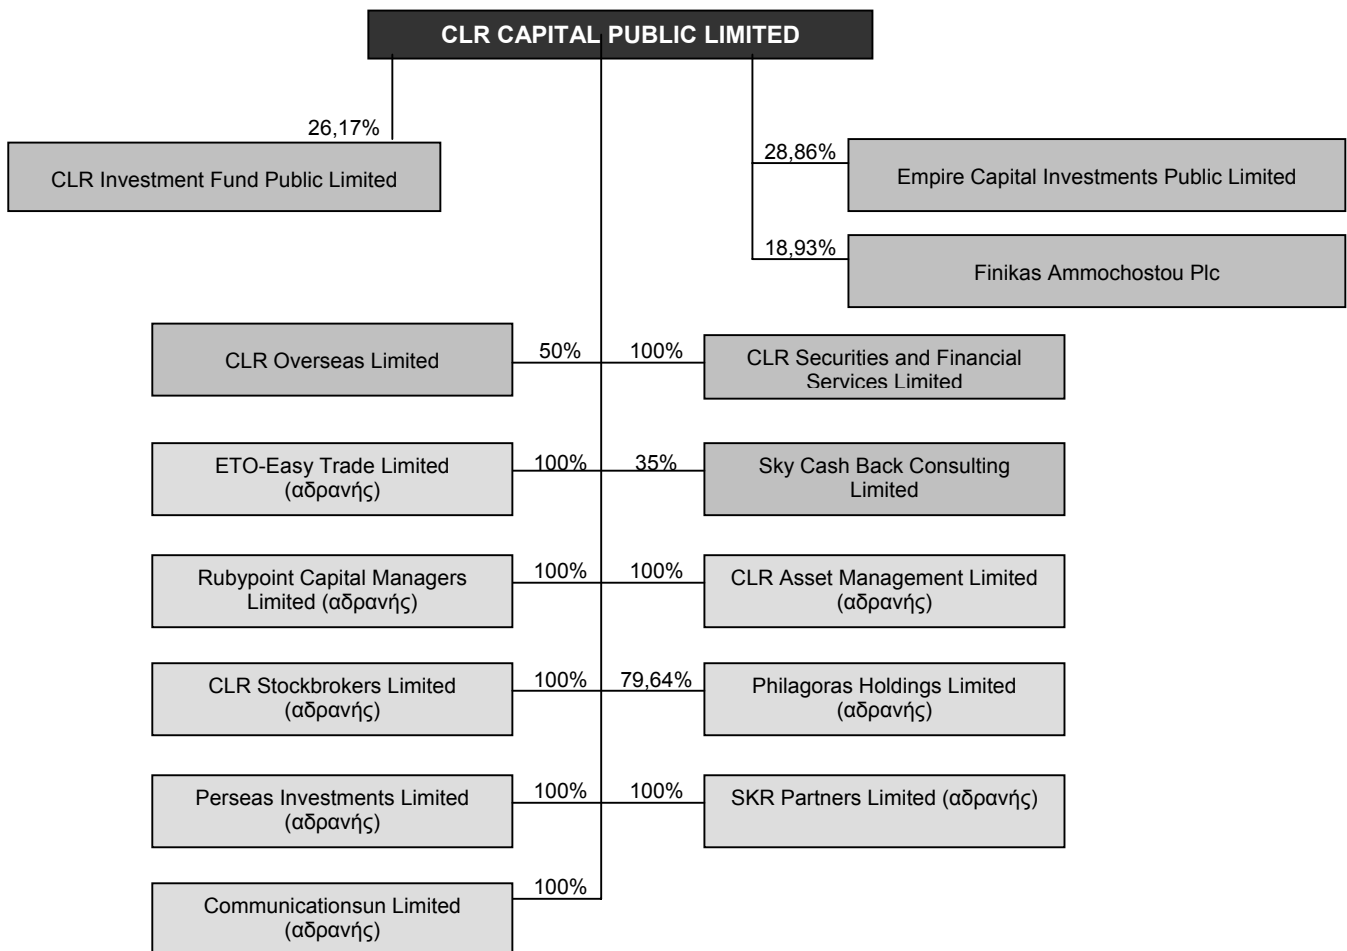 CLR CAPITAL PUBLIC LIMITED
26,17%
CLR Investment Fund Public Limited
28,86%
Empire Capital Investments Public Limited
18,93%
Finikas Ammochostou Plc
CLR Overseas Limited
50%
100%
CLR Securities and Financial
Services Limited
ETO-Easy Trade Limited
(αδρανής)
100%
35%
Sky Cash Back Consulting
Limited
Rubypoint Capital Managers
Limited (αδρανής)
100%
100%
CLR Asset Management Limited
(αδρανής)
CLR Stockbrokers Limited
(αδρανής)
100%
79,64%
Philagoras Holdings Limited
(αδρανής)
Perseas Investments Limited
(αδρανής)
100%
100%
SKR Partners Limited (αδρανής)
Communicationsun Limited
(αδρανής)
100%